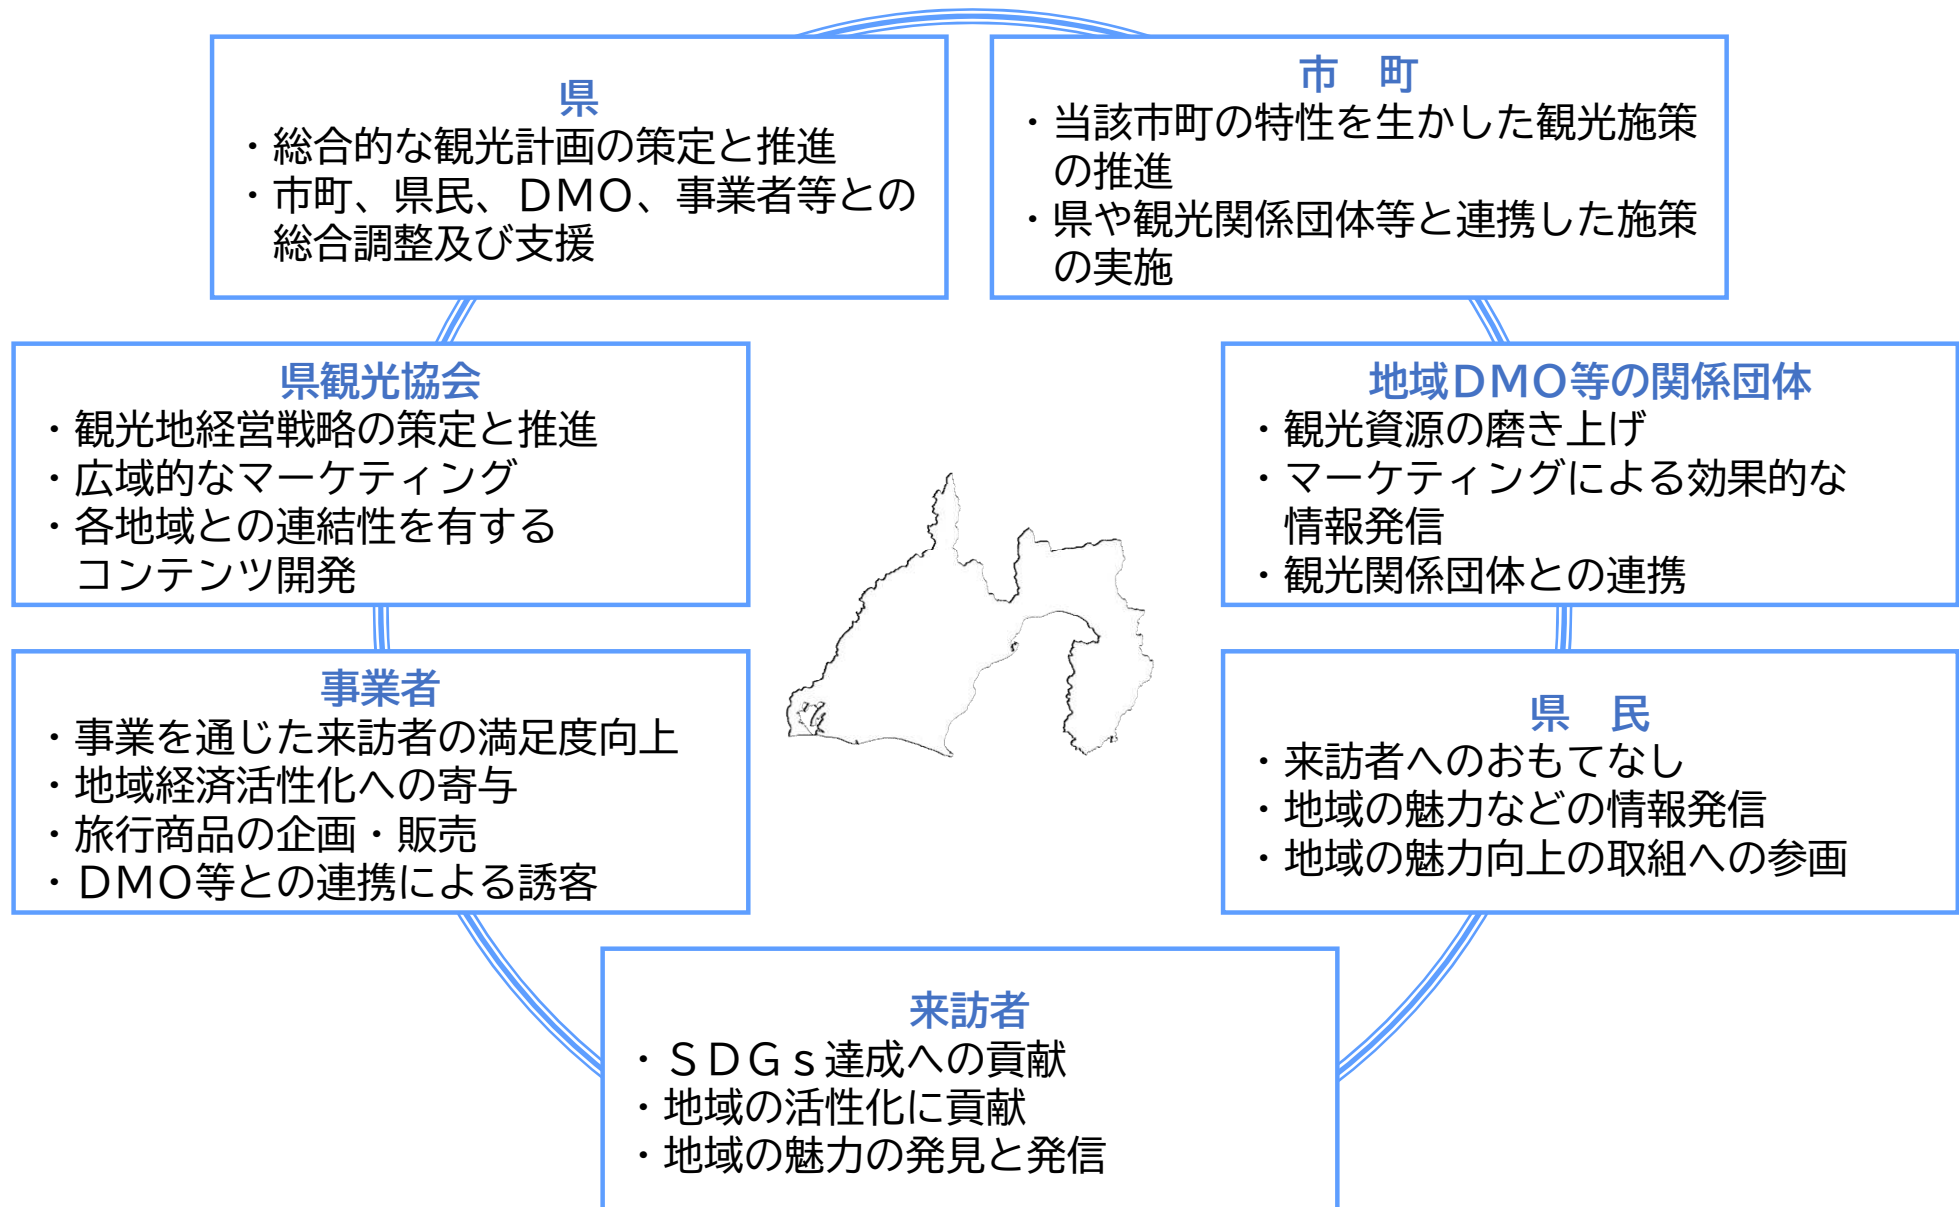 県
・総合的な観光計画の策定と推進
・市町、県民、ＤＭＯ、事業者等との
総合調整及び支援
市　町
・当該市町の特性を生かした観光施策
の推進
・県や観光関係団体等と連携した施策
の実施
県観光協会
・観光地経営戦略の策定と推進
・広域的なマーケティング
・各地域との連結性を有する
コンテンツ開発
地域ＤＭＯ等の関係団体
・観光資源の磨き上げ
・マーケティングによる効果的な
情報発信
・観光関係団体との連携
事業者
・事業を通じた来訪者の満足度向上
・地域経済活性化への寄与
・旅行商品の企画・販売
・ＤＭＯ等との連携による誘客
県　民
・来訪者へのおもてなし
・地域の魅力などの情報発信
・地域の魅力向上の取組への参画
来訪者
・ＳＤＧｓ達成への貢献
・地域の活性化に貢献
・地域の魅力の発見と発信